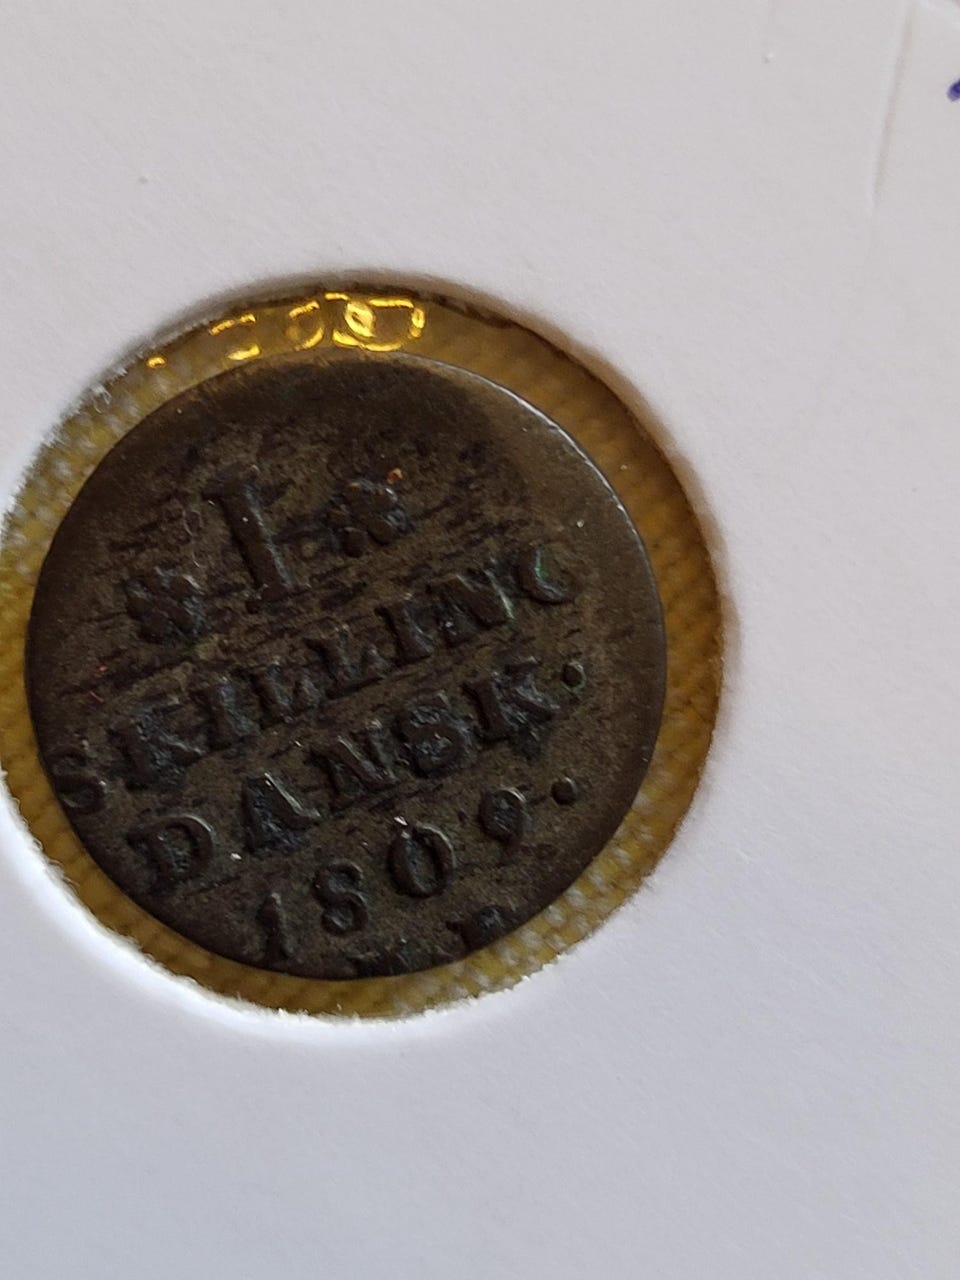 1
SKILLING
DANSK.
1809.